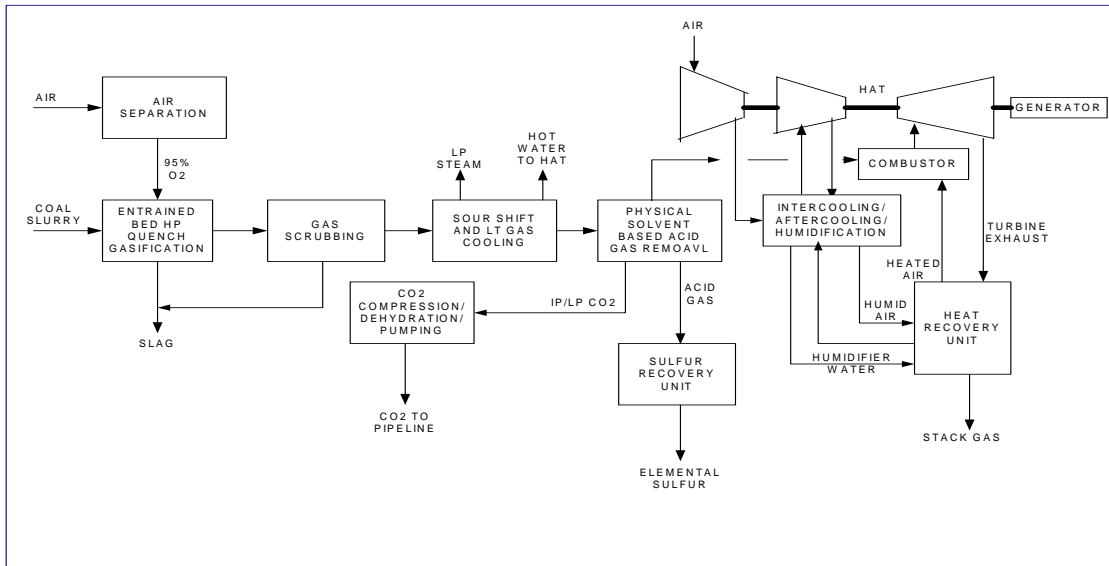 AIR
HAT
GENERATOR
AIR
AIR
SEPARATION
95%
O2
LP
STEAM
HOT
WATER
TO HAT
COMBUSTOR
COAL
SLURRY
ENTRAINED
BED HP
QUENCH
GASIFICATION
GAS
SCRUBBING
SOUR SHIFT
AND LT GAS
COOLING
PHYSICAL
SOLVENT
BASED ACID
GAS REMOAVL
INTERCOOLING/
AFTERCOOLING/
HUMIDIFICATION
TURBINE
EXHAUST
HEATED
AIR
CO2
COMPRESSION/
DEHYDRATION/
PUMPING
IP/LP CO2
ACID
GAS
HUMID
AIR
HEAT
RECOVERY
UNIT
SLAG
SULFUR
RECOVERY
UNIT
HUMIDIFIER
WATER
CO2 TO
PIPELINE
STACK GAS
ELEMENTAL
SULFUR